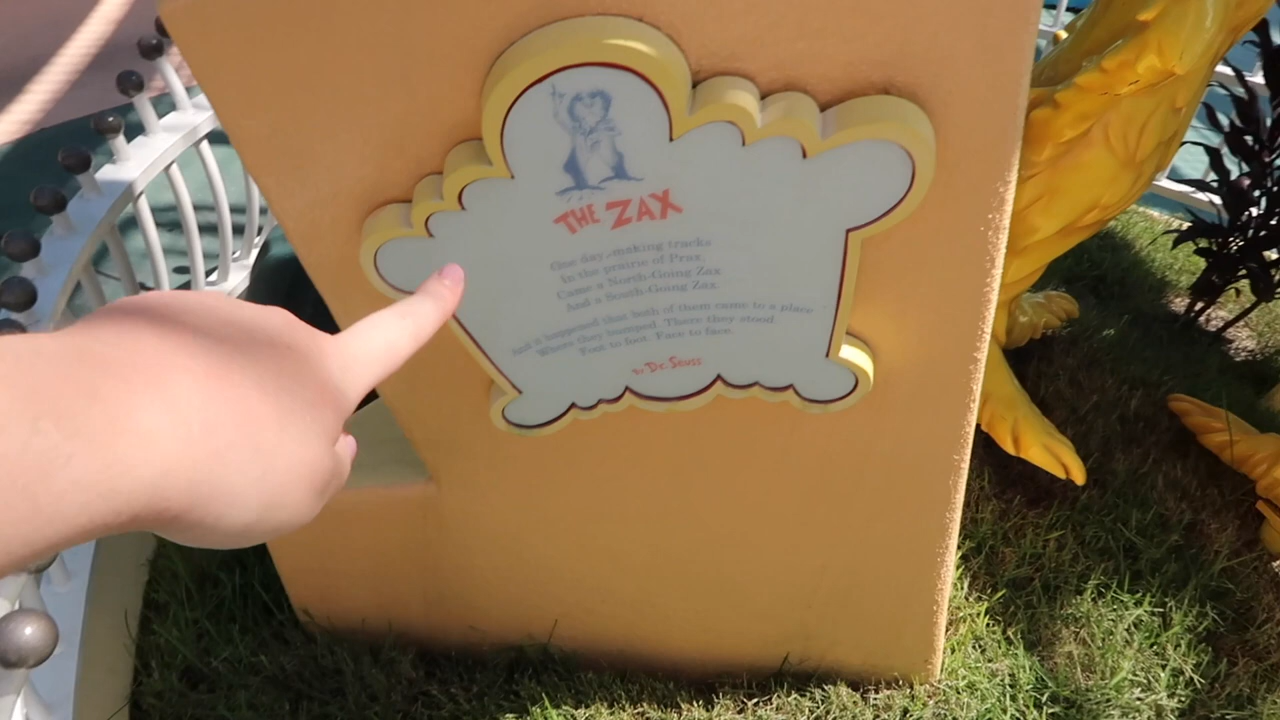 THE ZAX
One day, making tracks
In the prairie of Prax,
Came a North-Going Zax
And a South-Going Zax.
And it happened that both of them came to a place
Where they bumped. There they stood.
Foot to foot. Face to face.
By Dr. Seuss